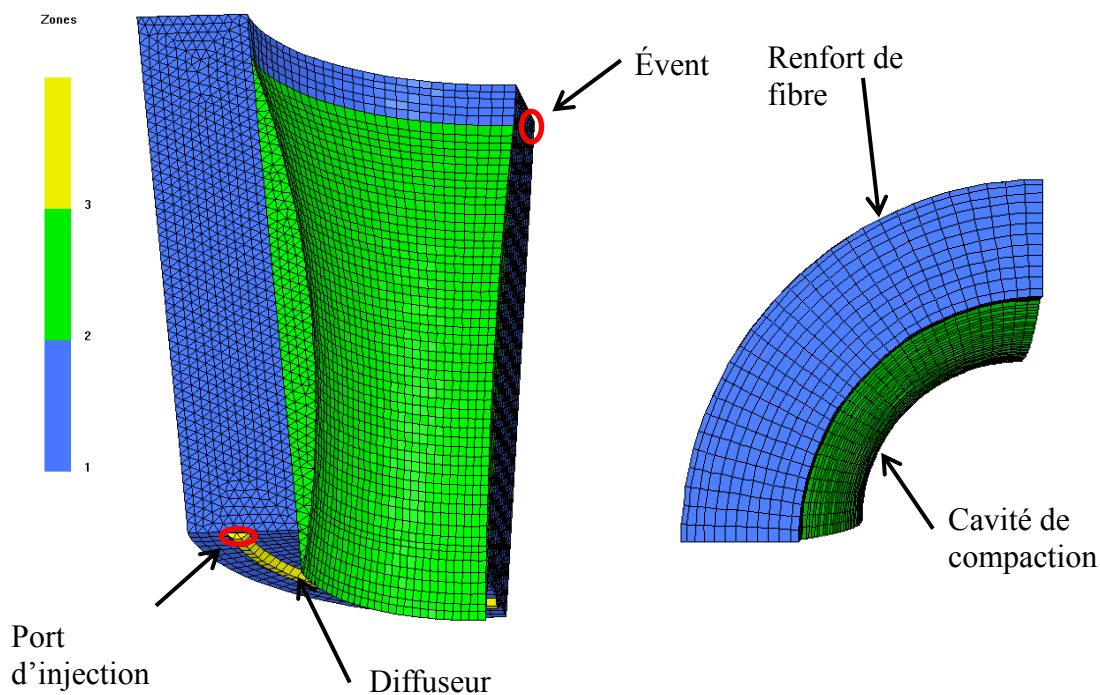 Zones
3
2
1
Évent
Renfort de
fibre
Cavité de
compaction
Port
d’injection
Diffuseur